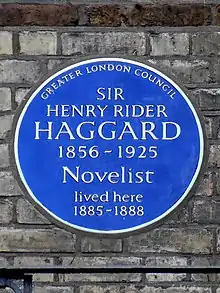 GREATER LONDON COUNCIL
SIR
HENRY RIDER
HAGGARD
1856-1925
Novelist
lived here
1885-1888